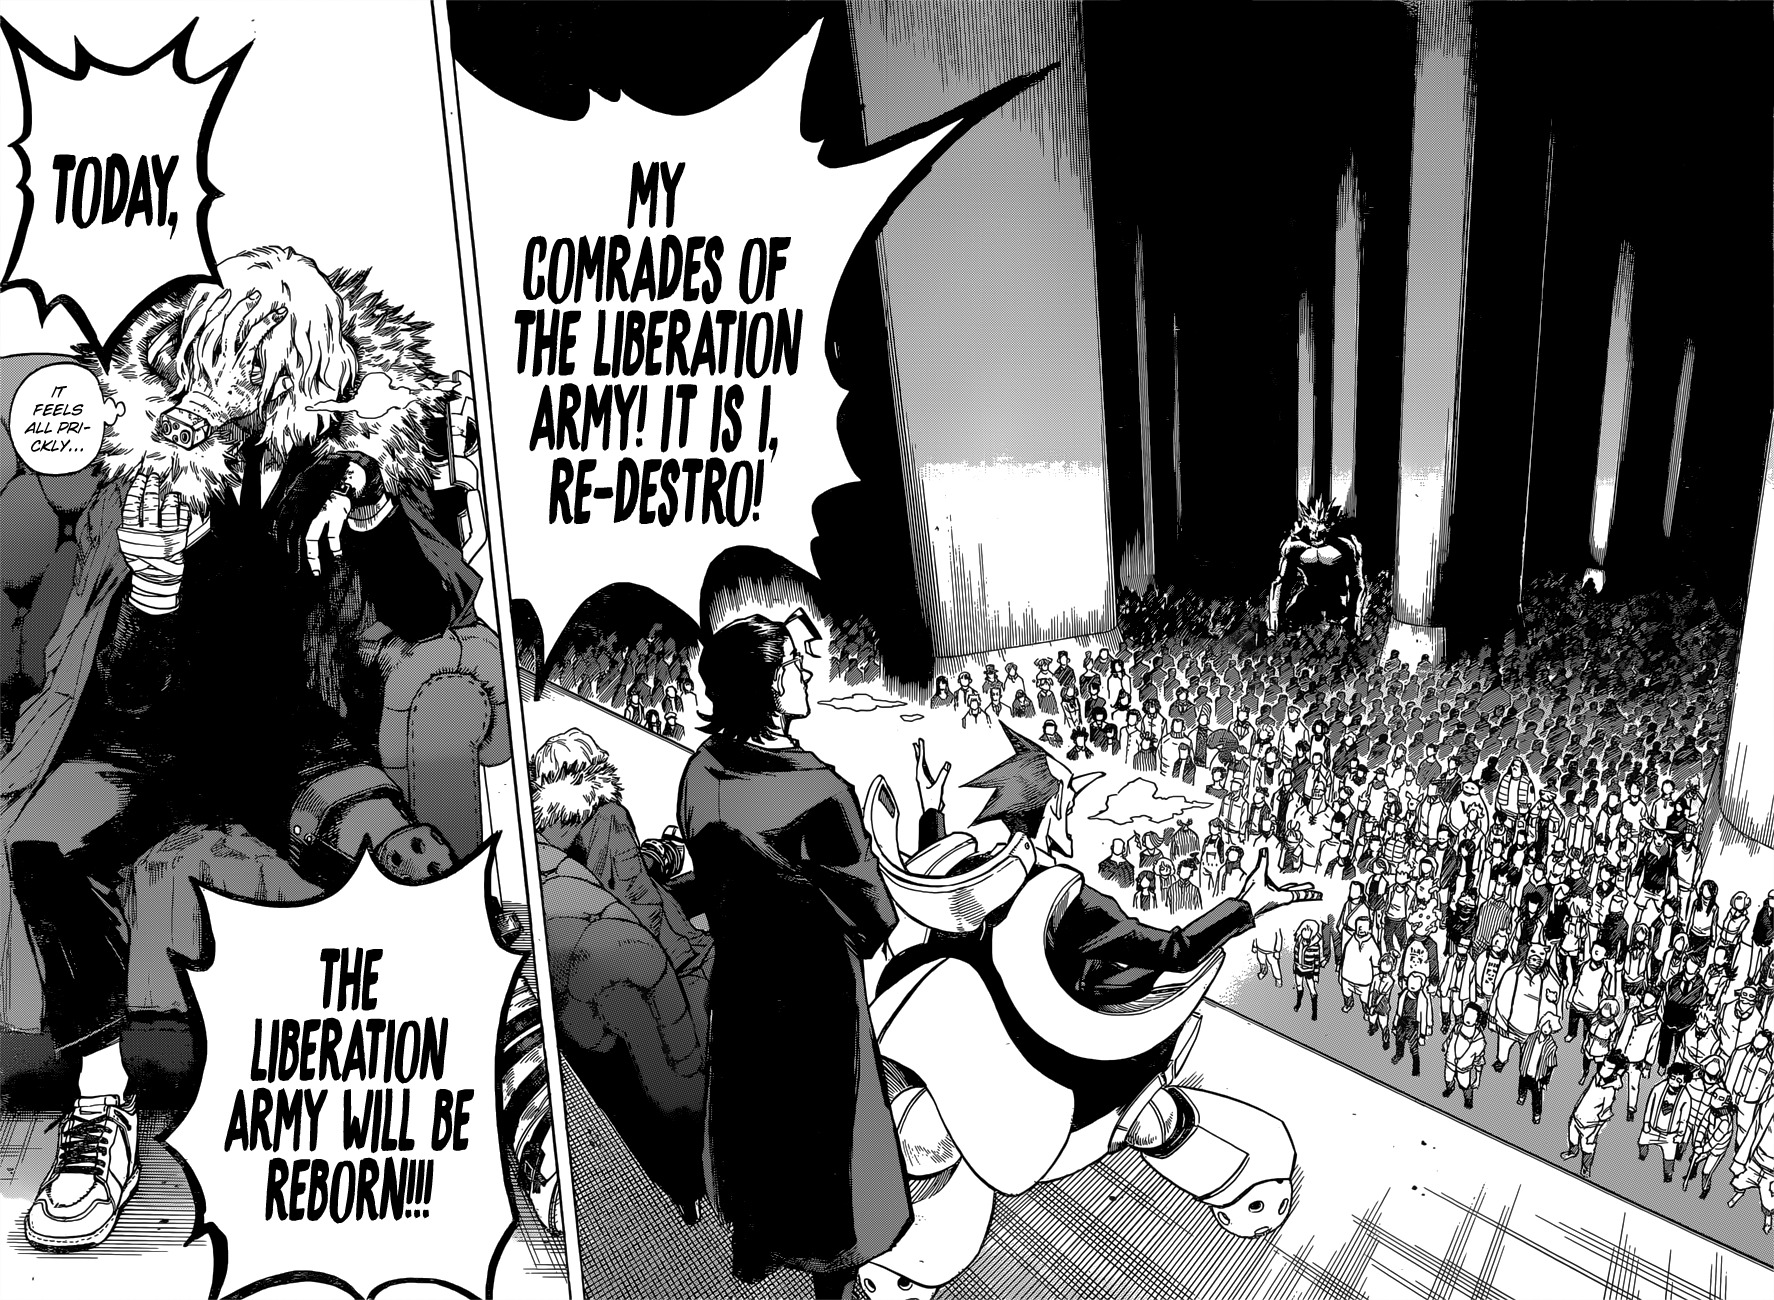 MY
COMRADES OF
THE LIBERATION
ARMY! IT IS I,
RE-DESTRO!
TODAY,
IT
FEELS
ALL PRI-
CKLY...
THE
LIBERATION
ARMY WILL BE
REBORN!!!